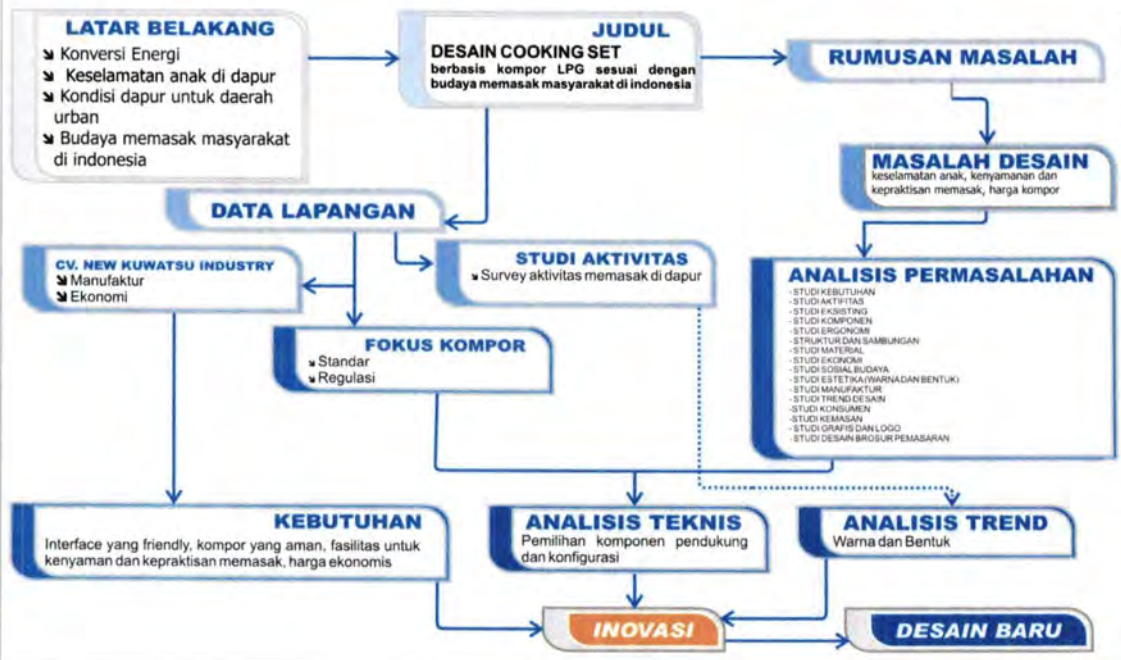 LATAR BELAKANG
Konversi Energi
Keselamatan anak di dapur
Kondisi dapur untuk daerah
urban
Budaya memasak masyarakat
di indonesia
JUDUL
DESAIN COOKING SET
berbasis kompor LPG sesuai dengan
budaya memasak masyarakat di indonesia
RUMUSAN MASALAH
MASALAH DESAIN
keselamatan anak, kenyamanan dan
kepraktisan memasak, harga kompor
DATA LAPANGAN
CV. NEW KUWATSU INDUSTRY
Manufaktur
Ekonomi
STUDI AKTIVITAS
Survey aktivitas memasak di dapur
FOKUS KOMPOR
Standar
Regulasi
ANALISIS PERMASALAHAN
- STUDI KEBUTUHAN
- STUDI AKTIFITAS
- STUDI EKSISTING
- STUDI KOMPONEN
- STUDI ERGONOMI
- STRUKTUR DAN SAMBUNGAN
- STUDI MATERIAL
- STUDI EKONOMI
- STUDI SOSIAL BUDAYA
- STUDI ESTETIKA (WARNA DAN BENTUK)
- STUDI MANUFAKTUR
- STUDI TREND DESAIN
-STUDI KONSUMEN
- STUDI KEMASAN
- STUDI GRAFIS DAN LOGO
- STUDI DESAIN BROSUR PEMASARAN
KEBUTUHAN
Interface yang friendly, kompor yang aman, fasilitas untuk
kenyaman dan kepraktisan memasak, harga ekonomis
ANALISIS TEKNIS
Pemilihan komponen pendukung
dan konfigurasi
ANALISIS TREND
Warna dan Bentuk
INOVASI
DESAIN BARU